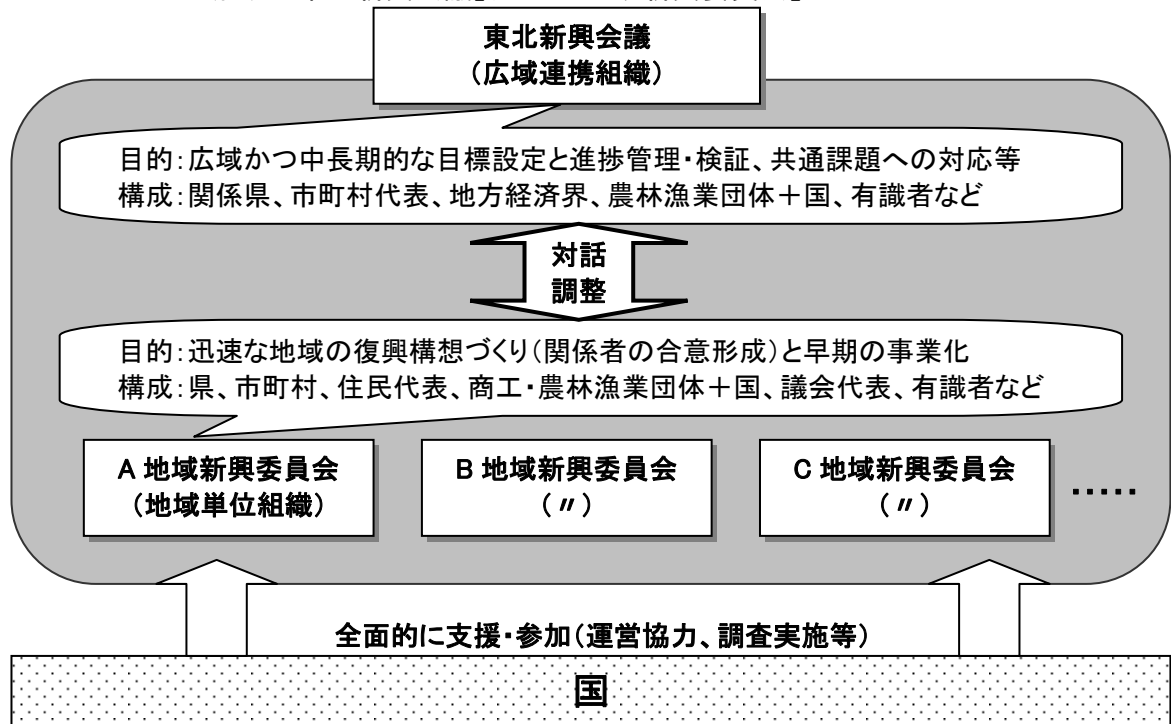 東北新興会議
（広域連携組織）
目的：広域かつ中長期的な目標設定と進捗管理・検証、共通課題への対応等
構成：関係県、市町村代表、地方経済界、農林漁業団体＋国、有識者など
対話
調整
目的：迅速な地域の復興構想づくり（関係者の合意形成）と早期の事業化
構成：県、市町村、住民代表、商工・農林漁業団体＋国、議会代表、有識者など
A 地域新興委員会
（地域単位組織）
B 地域新興委員会
（〃）
C 地域新興委員会
（〃）
・・・・・
全面的に支援・参加（運営協力、調査実施等）
国